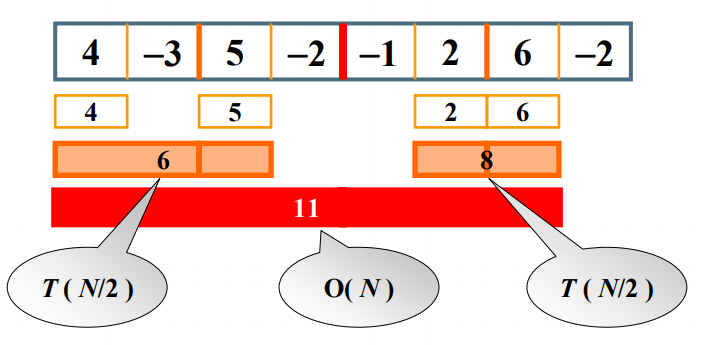 4 –3 5 –2 –1 2 6 –2
4 5 2 6
6 8
11
T ( N/2 ) O( N ) T ( N/2 )